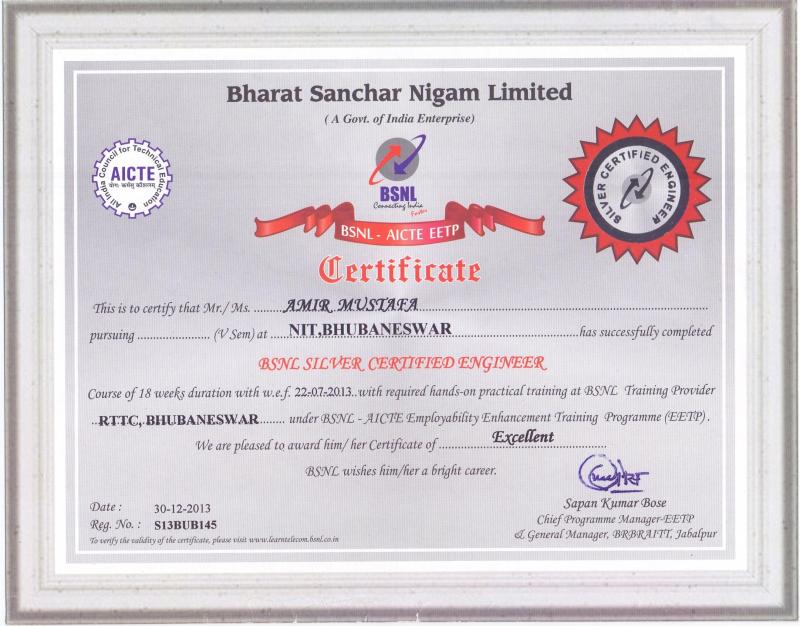 Bharat Sanchar Nigam Limited
( A Govt. of India Enterprise)
All India Council for Technical Education
AICTE
योगः कर्मसु कौशलम्
BSNL
Connecting India
Faster
SILVER CERTIFIED ENGINEER
BSNL - AICTE EETP
Certificate
This is to certify that Mr./ Ms. ........AMIR MUSTAFA........
pursuing ..................... (V Sem) at ..... NIT,BHUBANESWAR ........has successfully completed
BSNL SILVER CERTIFIED ENGINEER
Course of 18 weeks duration with w.e.f. 22-07-2013..with required hands-on practical training at BSNL Training Provider
..RTTC, BHUBANESWAR........ under BSNL - AICTE Employability Enhancement Training Programme (EETP) .
We are pleased to award him/ her Certificate of ........Excellent........
BSNL wishes him/her a bright career.
Sapan Kumar Bose
Chief Programme Manager-EETP
& General Manager, BRBRAITT, Jabalpur
Date : 30-12-2013
Reg. No. : S13BUB145
To verify the validity of the certificate, please visit www.learntelecom.bsnl.co.in